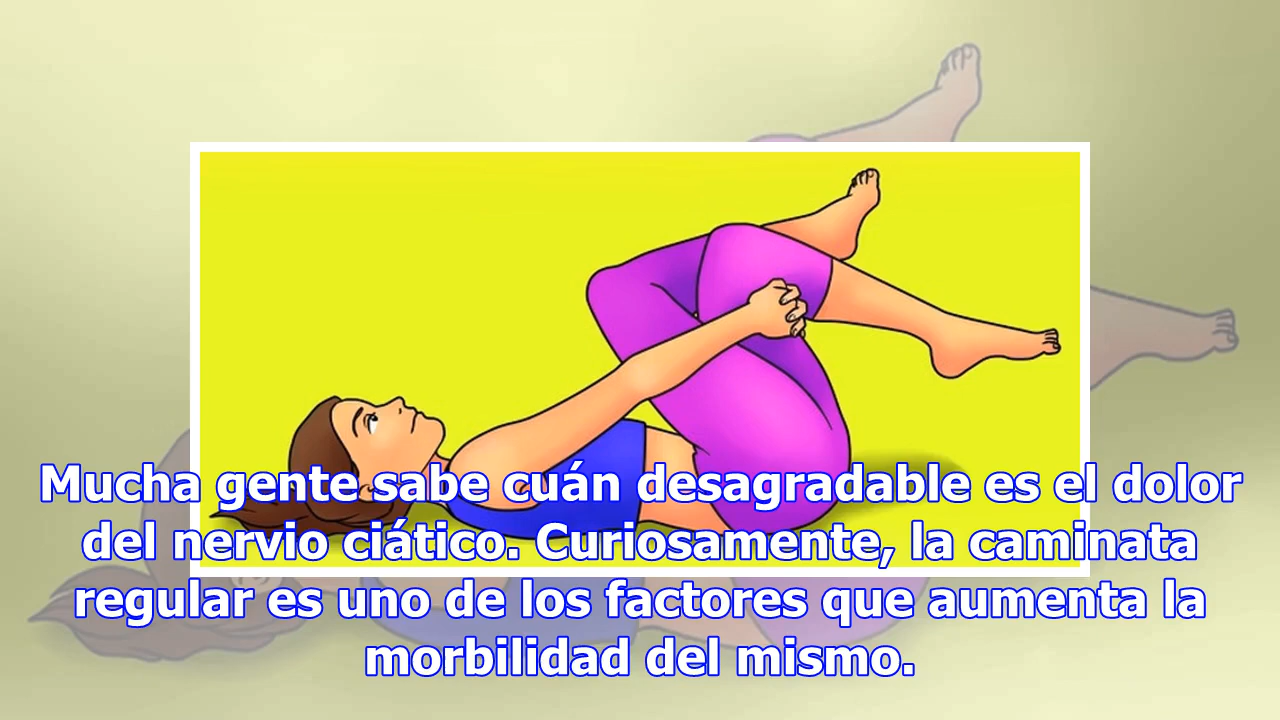 Mucha gente sabe cuán desagradable es el dolor
del nervio ciático. Curiosamente, la caminata
regular es uno de los factores que aumenta la
morbilidad del mismo.